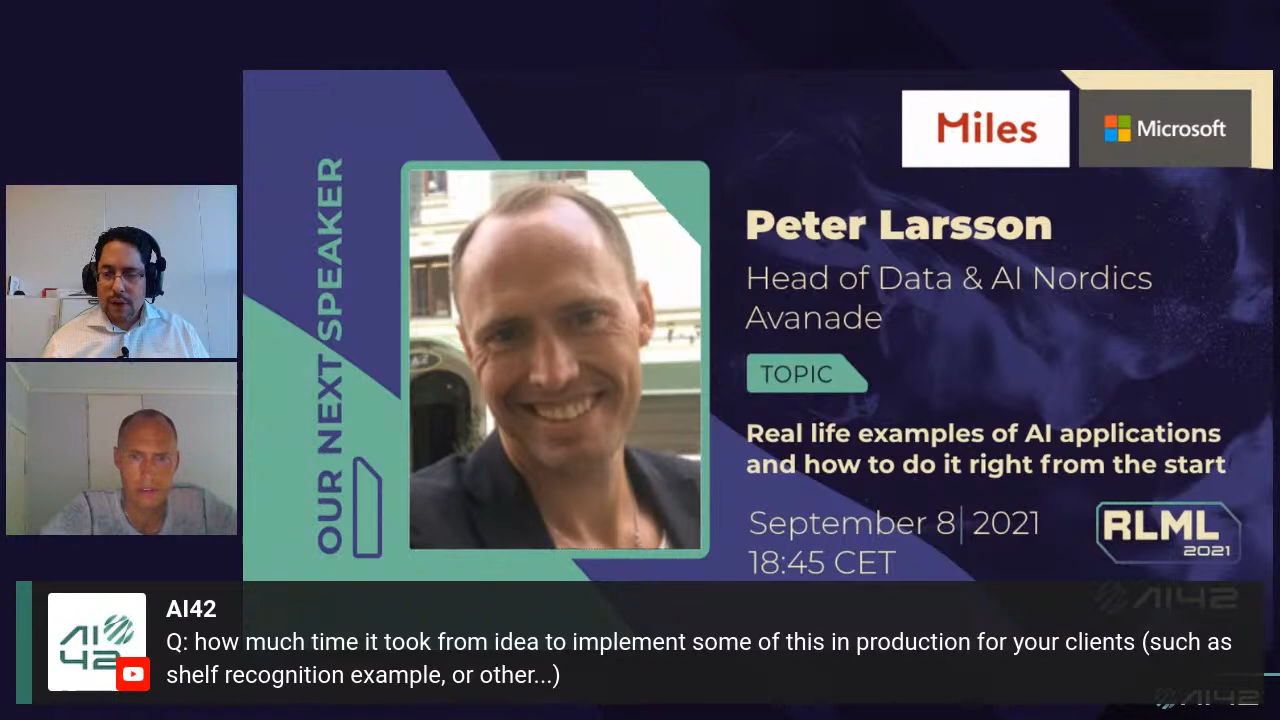 OUR NEXT SPEAKER
Miles
Microsoft
Peter Larsson
Head of Data & AI Nordics
Avanade
TOPIC
Real life examples of AI applications
and how to do it right from the start
September 8 2021
18:45 CET
RLML
2021
AI42
AI
42
AI42
Q: how much time it took from idea to implement some of this in production for your clients (such as
shelf recognition example, or other...)
AI42